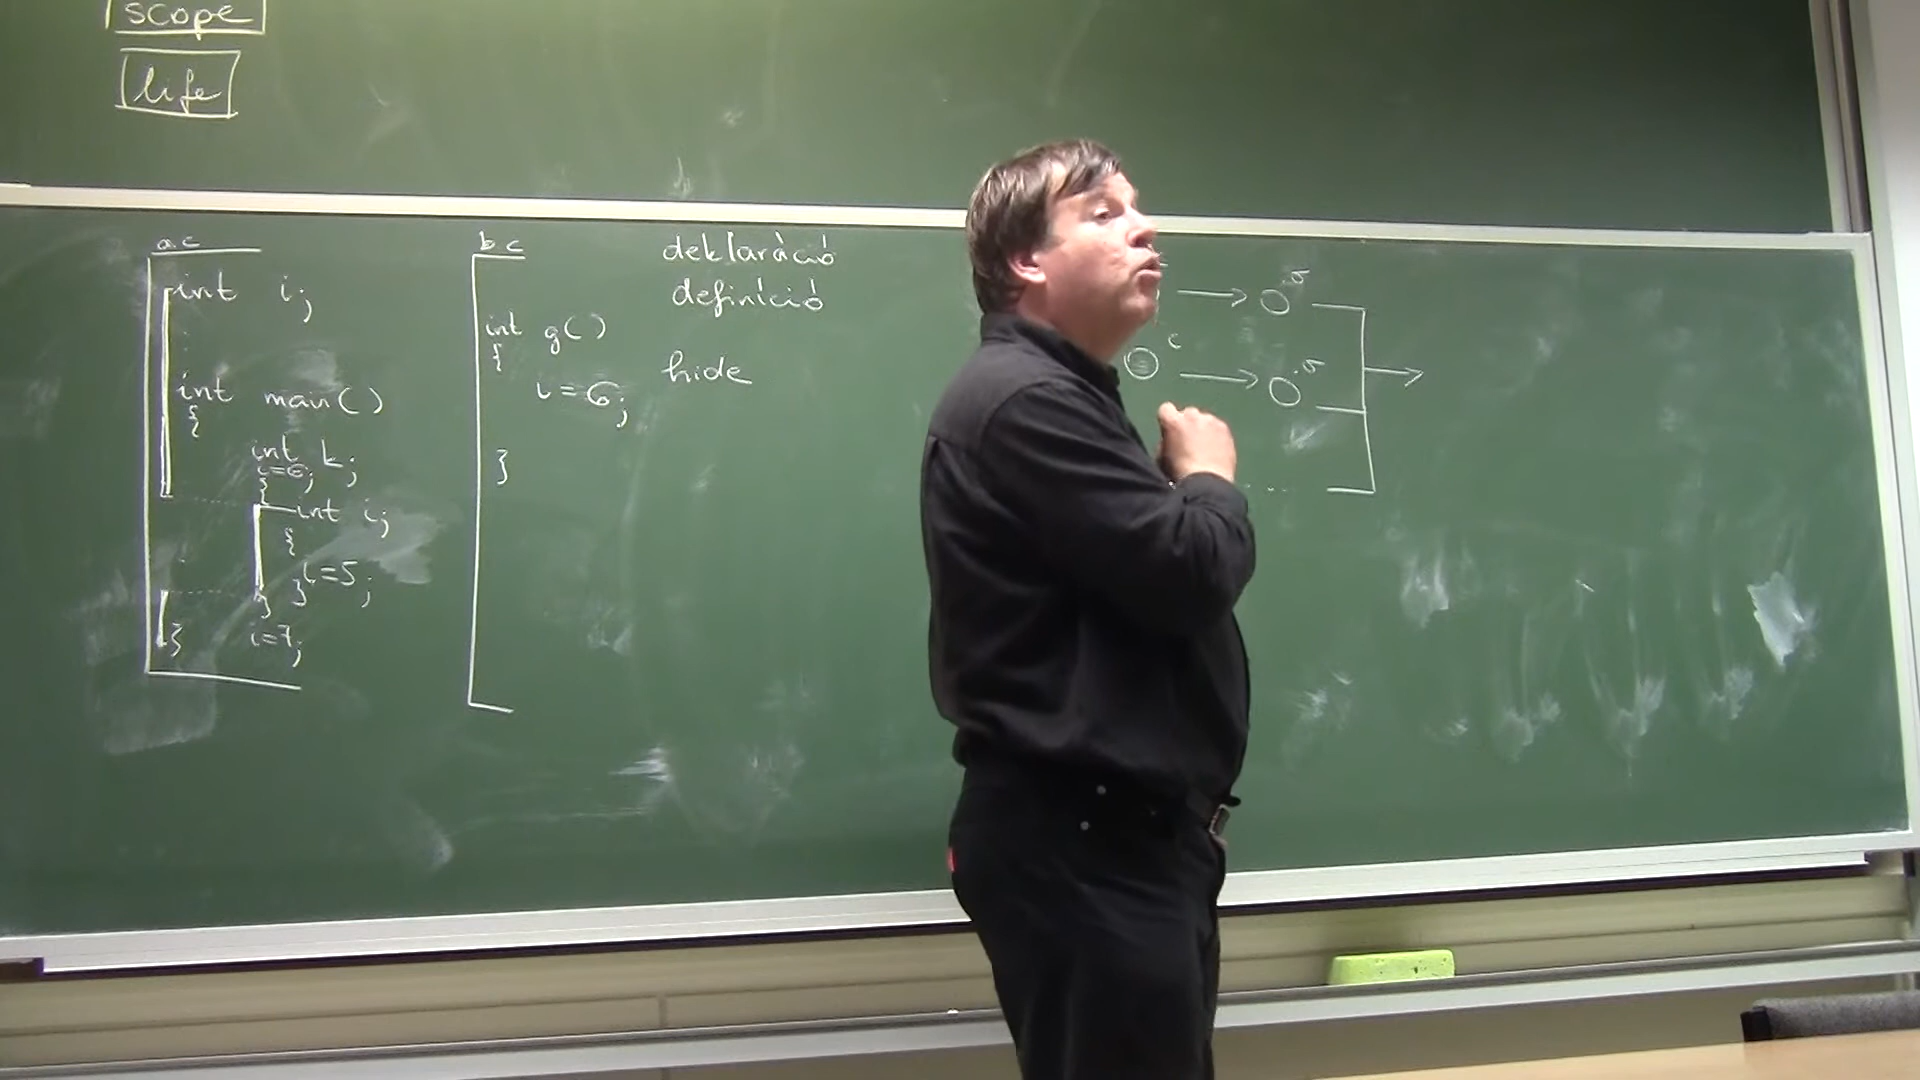 scope
life
a.c
int i;
int main()
{
int k;
i=6;
{
int i;
{
i=5;
}
}
i=7;
}
b.c
int g()
{
i=6;
}
deklaráció
definíció
hide
c
.o
.o